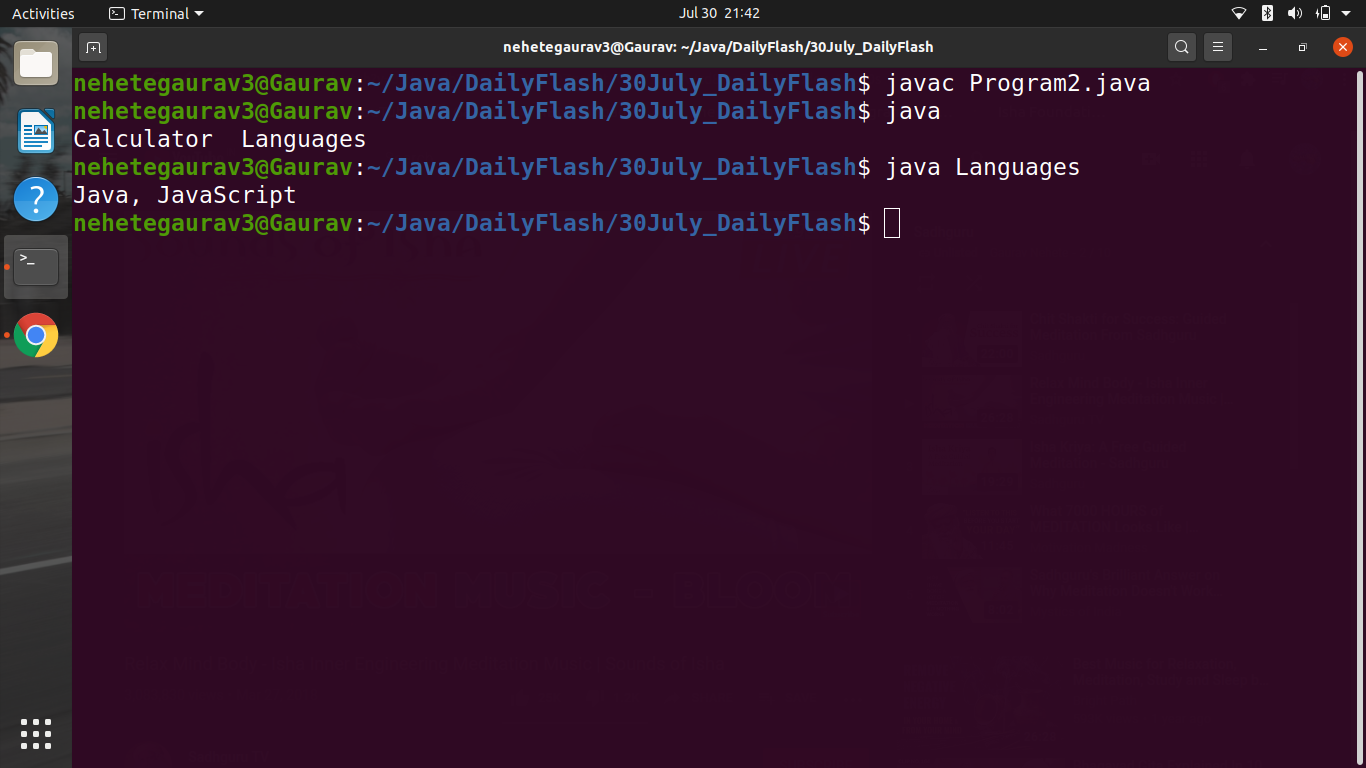 Activities
Terminal
Jul 30 21:42
nehetegaurav3@Gaurav: ~/Java/DailyFlash/30July_DailyFlash
nehetegaurav3@Gaurav:~/Java/DailyFlash/30July_DailyFlash$ javac Program2.java
nehetegaurav3@Gaurav:~/Java/DailyFlash/30July_DailyFlash$ java
Calculator  Languages
nehetegaurav3@Gaurav:~/Java/DailyFlash/30July_DailyFlash$ java Languages
Java, JavaScript
nehetegaurav3@Gaurav:~/Java/DailyFlash/30July_DailyFlash$